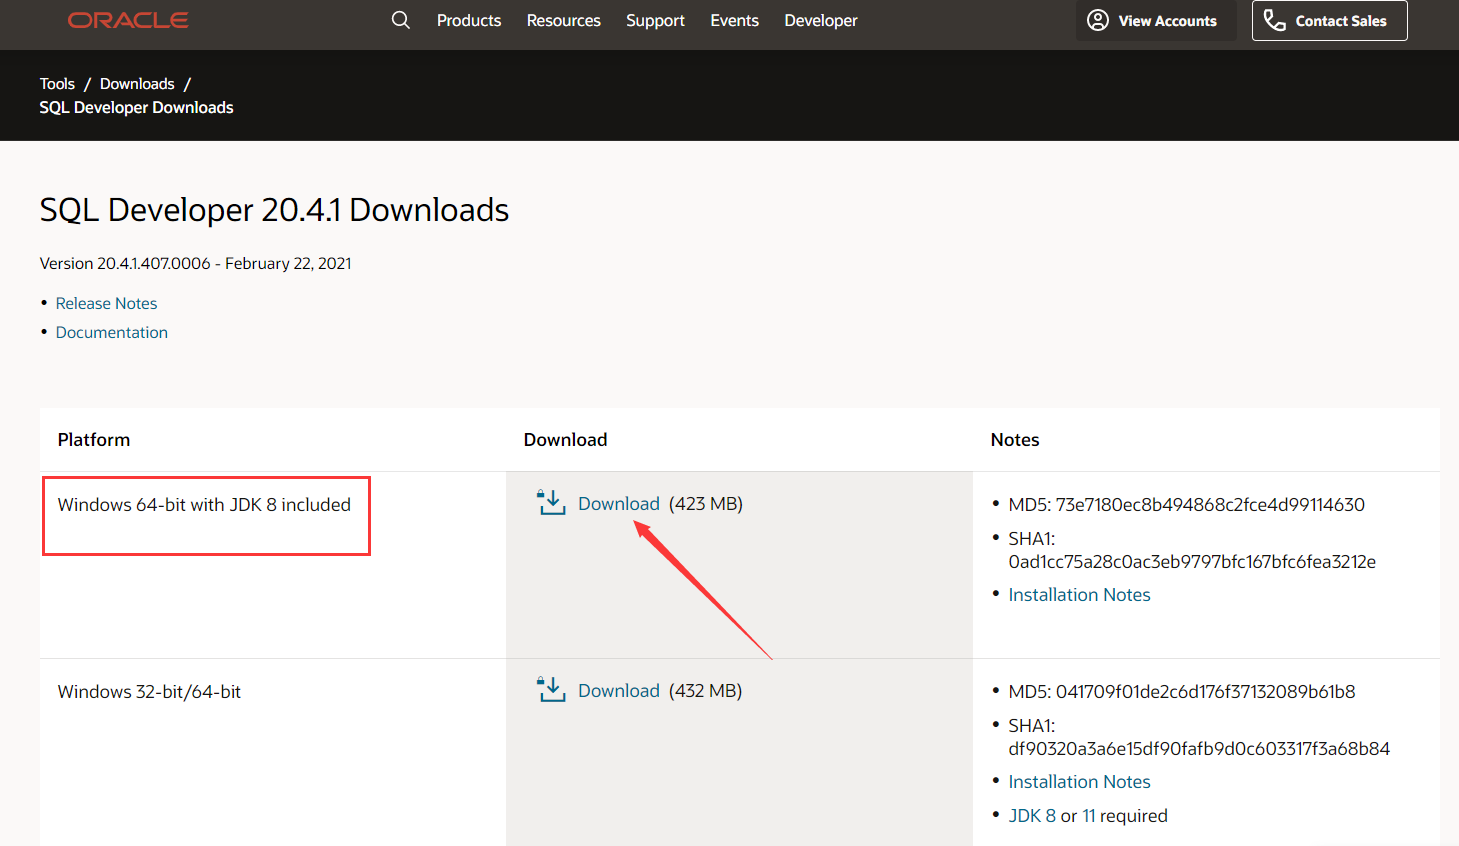 ORACLE
Products Resources Support Events Developer
View Accounts
Contact Sales
Tools / Downloads /
SQL Developer Downloads
SQL Developer 20.4.1 Downloads
Version 20.4.1.407.0006 - February 22, 2021
• Release Notes
• Documentation
Platform Download Notes
Windows 64-bit with JDK 8 included
Download (423 MB)
• MD5: 73e7180ec8b494868c2fce4d99114630
• SHA1:
0ad1cc75a28c0ac3eb9797bfc167bfc6fea3212e
• Installation Notes
Windows 32-bit/64-bit
Download (432 MB)
• MD5: 041709f01de2c6d176f37132089b61b8
• SHA1:
df90320a3a6e15df90fafb9d0c603317f3a68b84
• Installation Notes
• JDK 8 or 11 required